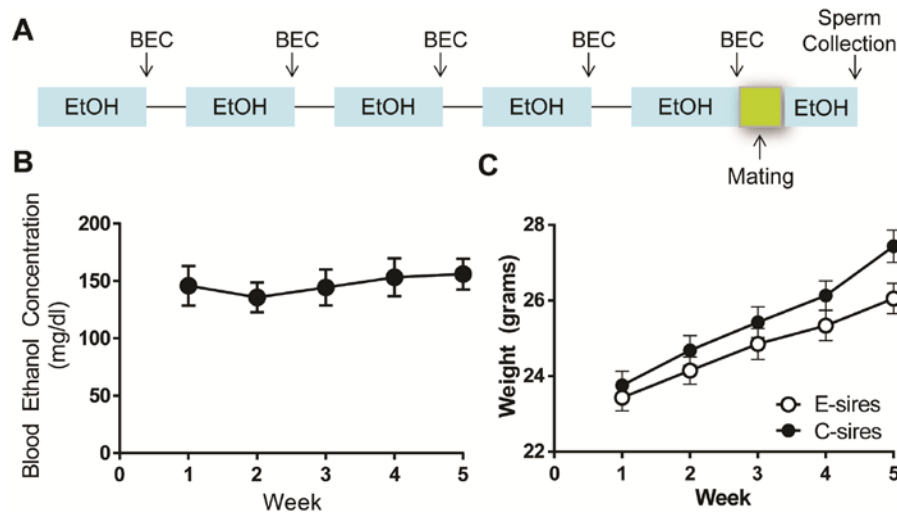 A
BEC BEC BEC BEC BEC Sperm
Collection
EtOH EtOH EtOH EtOH EtOH EtOH
Mating
B
Blood Ethanol Concentration
(mg/dl)
200
150
100
50
0
0 1 2 3 4 5
Week
C
Weight (grams)
28
26
24
22
E-sires
C-sires
0 1 2 3 4 5
Week